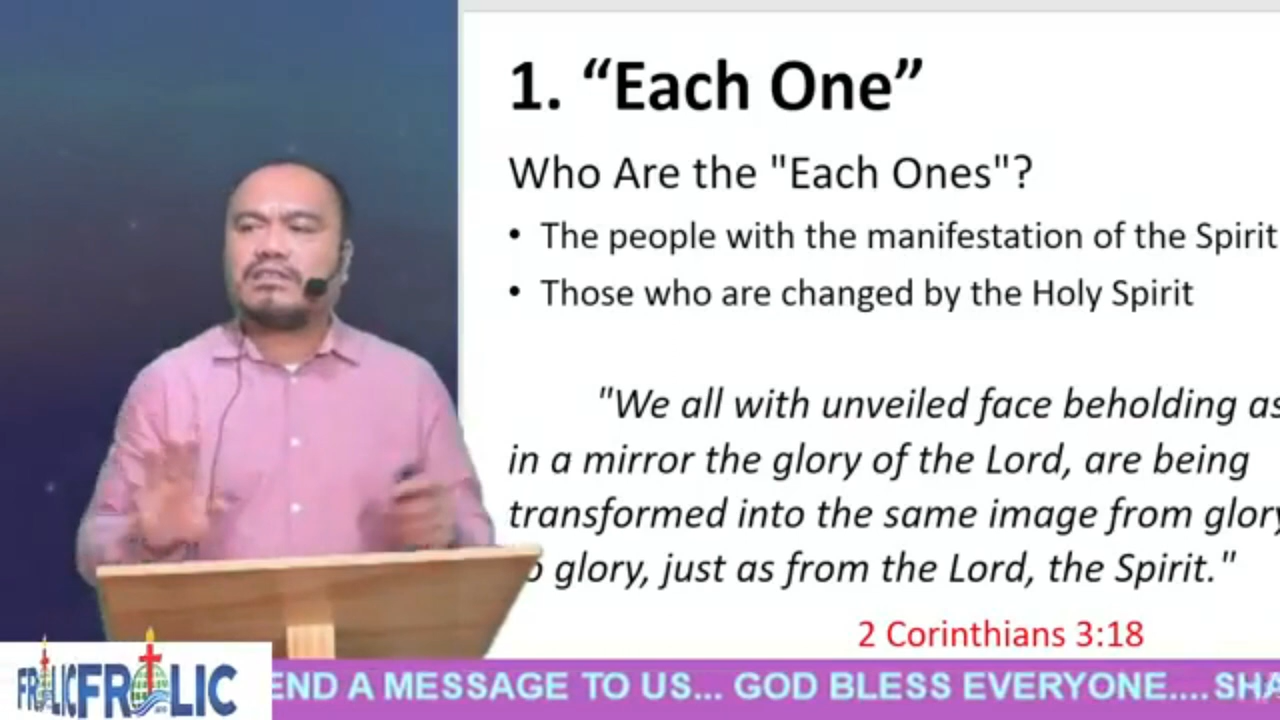 1. “Each One”
Who Are the "Each Ones"?
• The people with the manifestation of the Spirit
• Those who are changed by the Holy Spirit
"We all with unveiled face beholding as
in a mirror the glory of the Lord, are being
transformed into the same image from glory
glory, just as from the Lord, the Spirit."
2 Corinthians 3:18
FROLIC FROLIC
END A MESSAGE TO US... GOD BLESS EVERYONE.... SHA